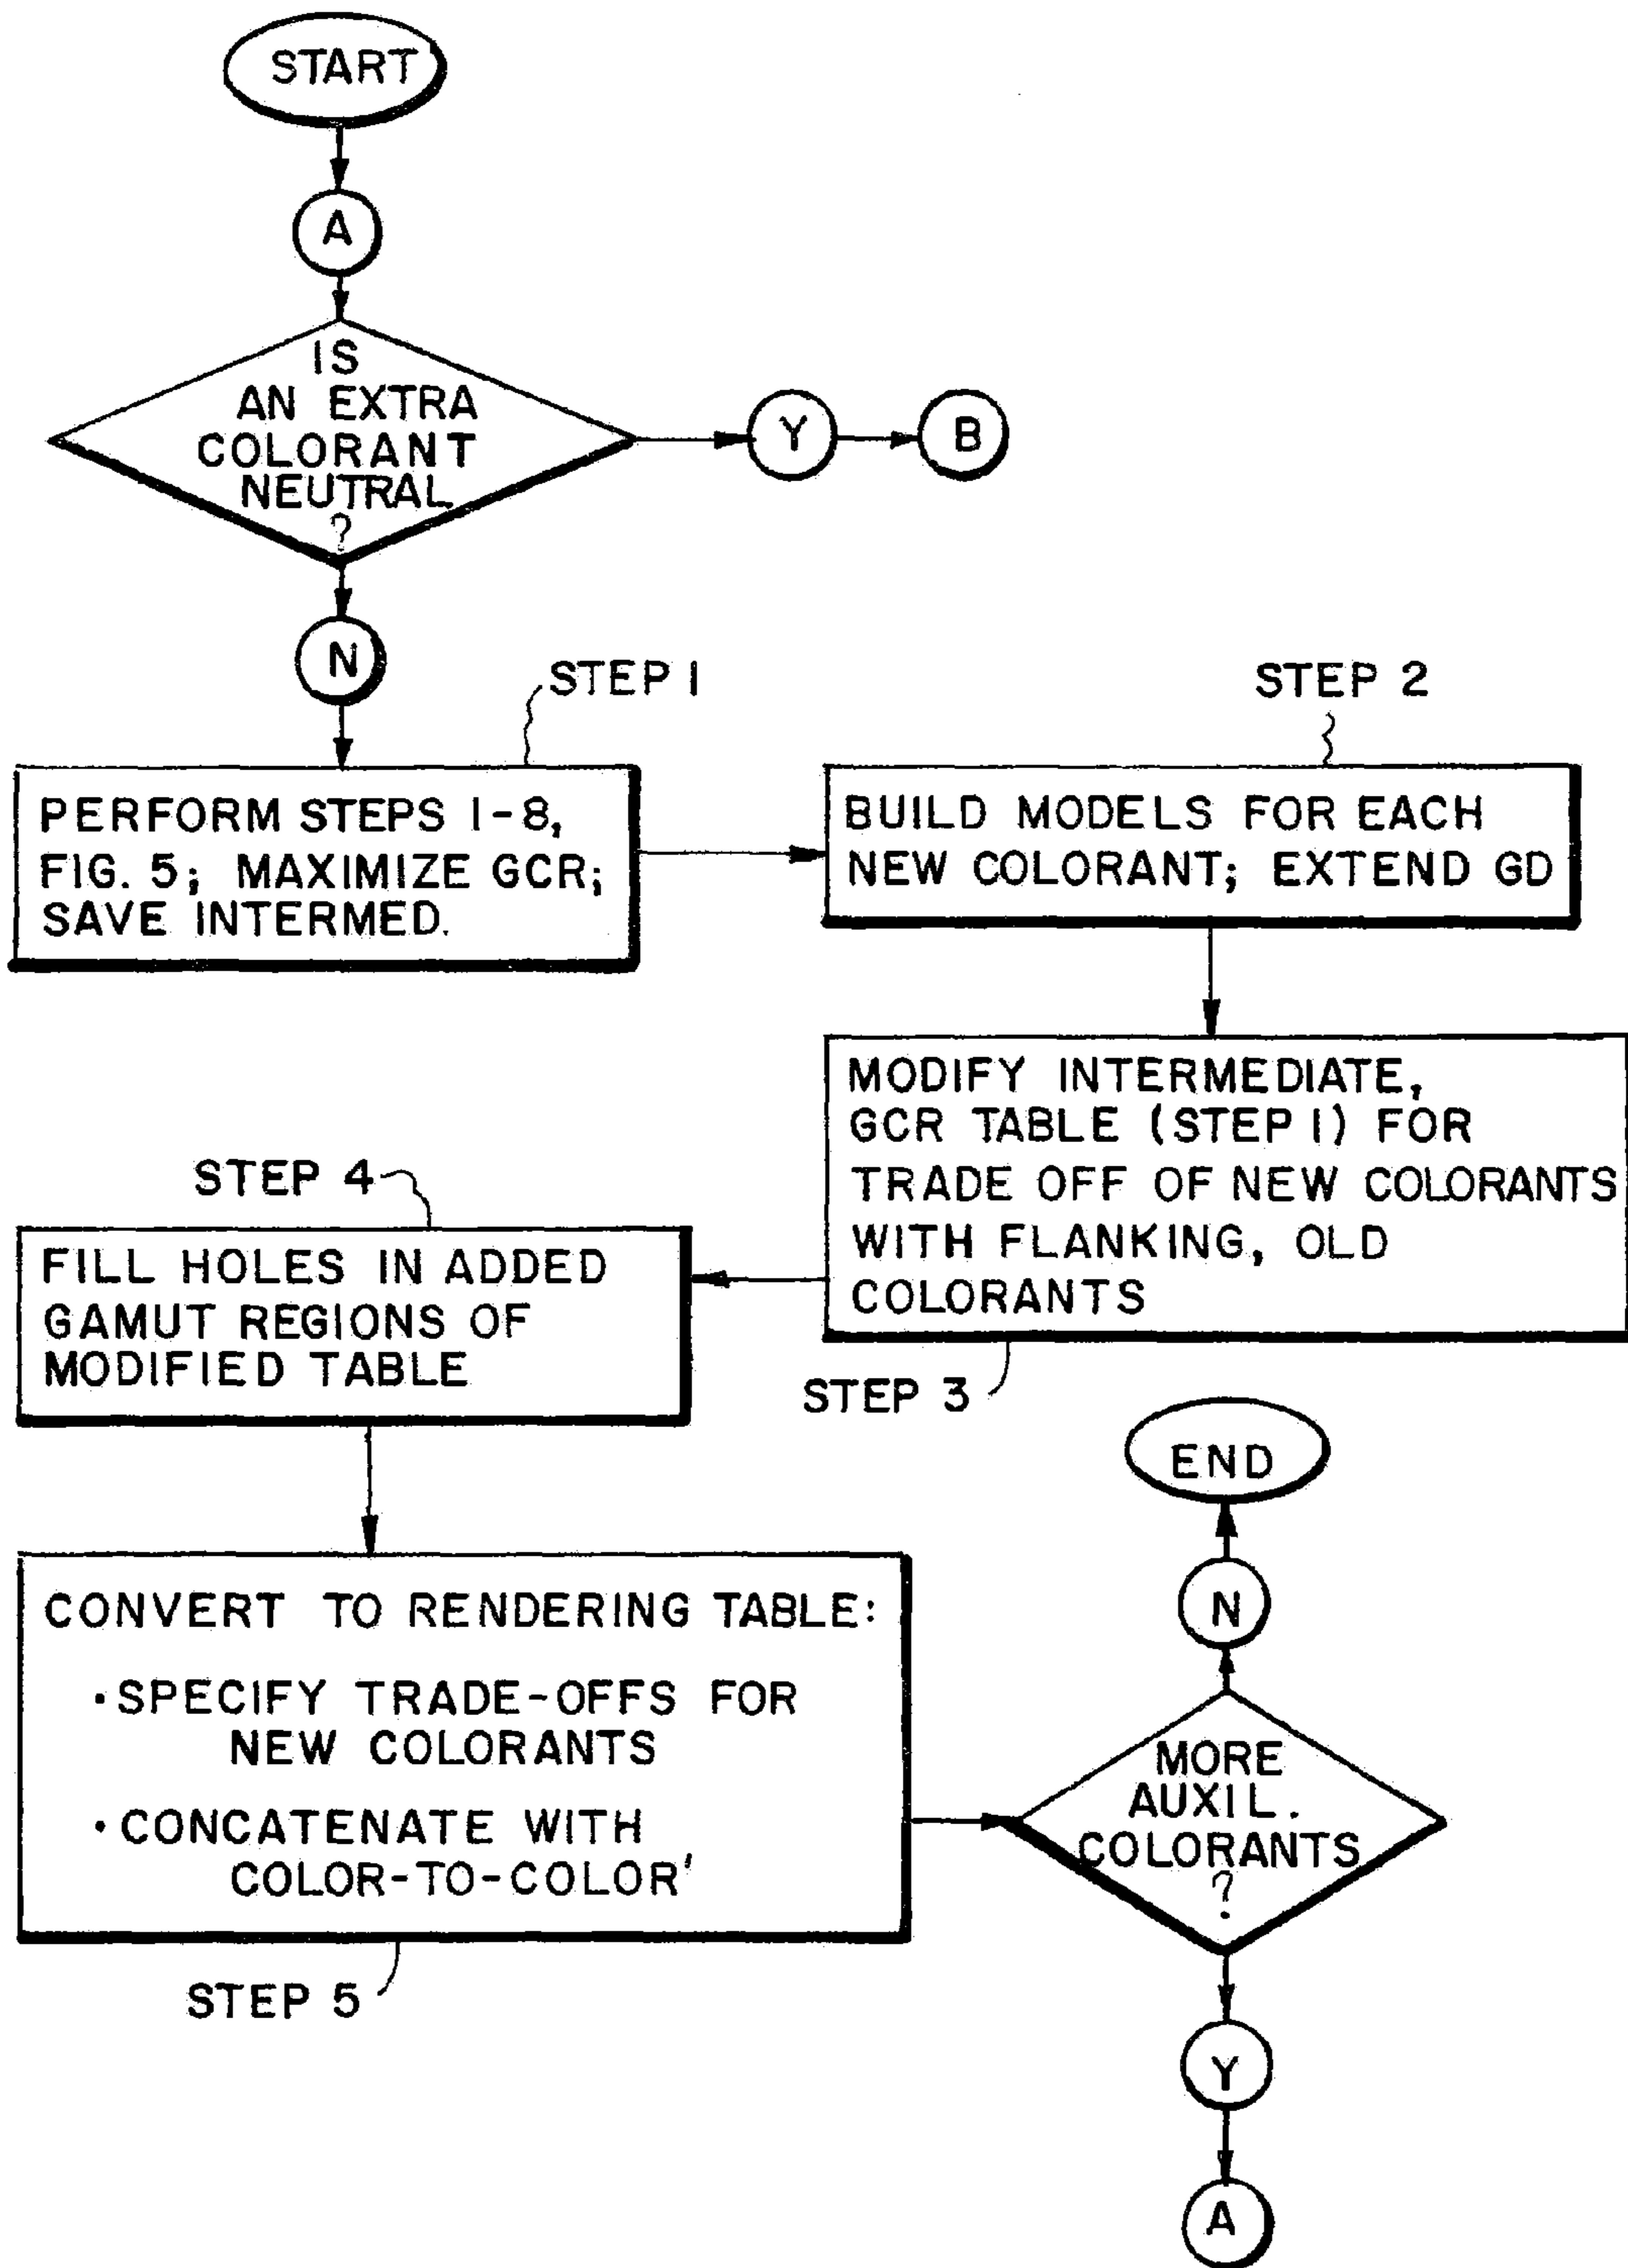 START
A
IS
AN EXTRA
COLORANT
NEUTRAL
?
Y
B
N
STEP 1
PERFORM STEPS 1-8,
FIG. 5; MAXIMIZE GCR;
SAVE INTERMED.
STEP 2
BUILD MODELS FOR EACH
NEW COLORANT; EXTEND GD
MODIFY INTERMEDIATE,
GCR TABLE (STEP 1) FOR
TRADE OFF OF NEW COLORANTS
WITH FLANKING, OLD
COLORANTS
STEP 3
STEP 4
FILL HOLES IN ADDED
GAMUT REGIONS OF
MODIFIED TABLE
CONVERT TO RENDERING TABLE:
• SPECIFY TRADE-OFFS FOR
NEW COLORANTS
• CONCATENATE WITH
COLOR-TO-COLOR'
STEP 5
END
N
MORE
AUXIL.
COLORANTS
?
Y
A